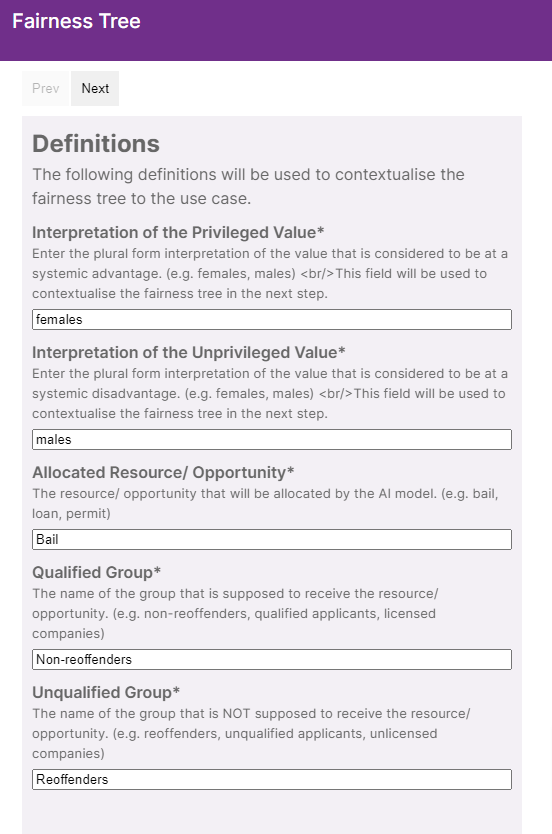 Fairness Tree
Prev
Next
Definitions
The following definitions will be used to contextualise the
fairness tree to the use case.
Interpretation of the Privileged Value*
Enter the plural form interpretation of the value that is considered to be at a
systemic advantage. (e.g. females, males) <br/>This field will be used to
contextualise the fairness tree in the next step.
females
Interpretation of the Unprivileged Value*
Enter the plural form interpretation of the value that is considered to be at a
systemic disadvantage. (e.g. females, males) <br/>This field will be used to
contextualise the fairness tree in the next step.
males
Allocated Resource/ Opportunity*
The resource/ opportunity that will be allocated by the AI model. (e.g. bail,
loan, permit)
Bail
Qualified Group*
The name of the group that is supposed to receive the resource/
opportunity. (e.g. non-reoffenders, qualified applicants, licensed
companies)
Non-reoffenders
Unqualified Group*
The name of the group that is NOT supposed to receive the resource/
opportunity. (e.g. reoffenders, unqualified applicants, unlicensed
companies)
Reoffenders